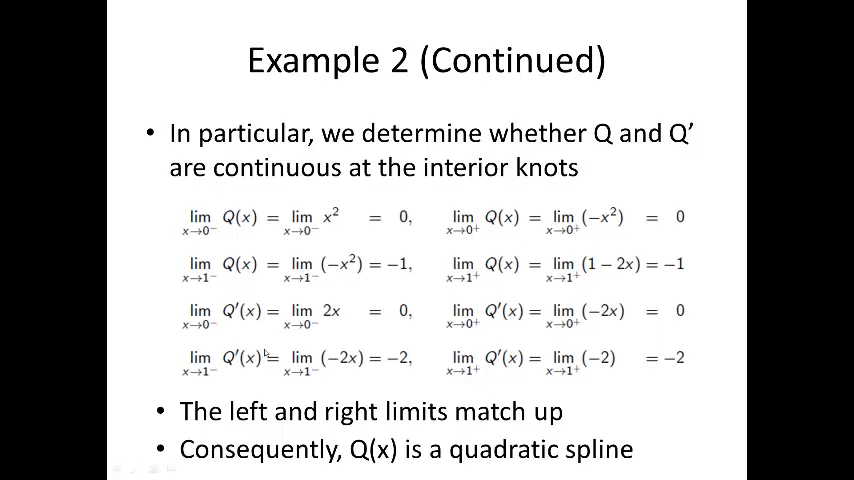 Example 2 (Continued)
• In particular, we determine whether Q and Q’
are continuous at the interior knots
lim x→0⁻ Q(x) = lim x→0⁻ x² = 0, lim x→0⁺ Q(x) = lim x→0⁺ (−x²) = 0
lim x→1⁻ Q(x) = lim x→1⁻ (−x²) = −1, lim x→1⁺ Q(x) = lim x→1⁺ (1 − 2x) = −1
lim x→0⁻ Q′(x) = lim x→0⁻ 2x = 0, lim x→0⁺ Q′(x) = lim x→0⁺ (−2x) = 0
lim x→1⁻ Q′(x) = lim x→1⁻ (−2x) = −2, lim x→1⁺ Q′(x) = lim x→1⁺ (−2) = −2
• The left and right limits match up
• Consequently, Q(x) is a quadratic spline